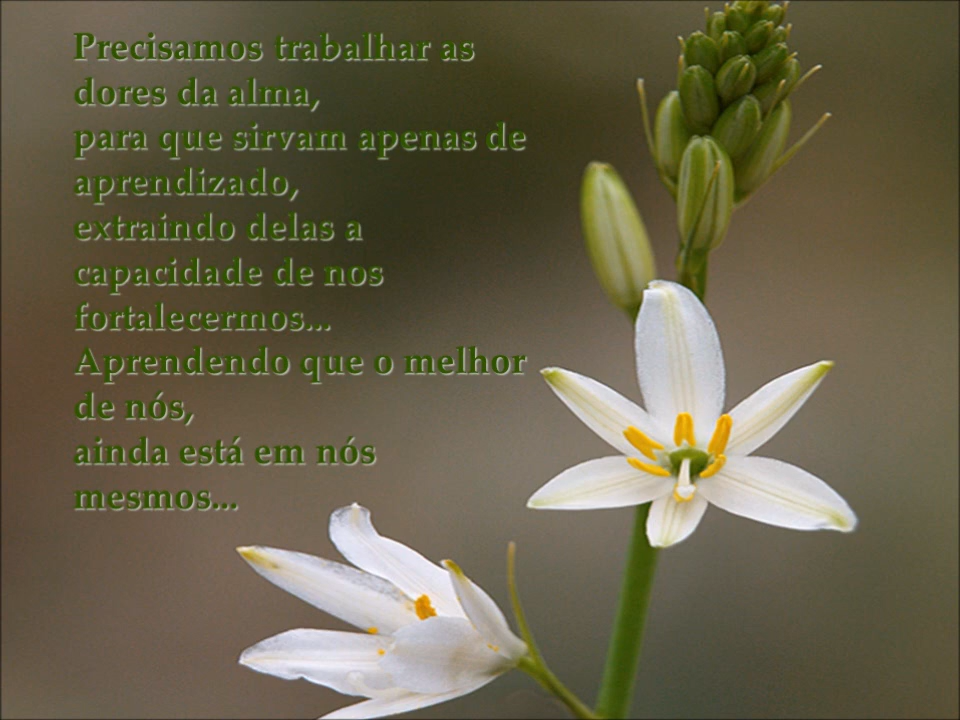 Precisamos trabalhar as
dores da alma,
para que sirvam apenas de
aprendizado,
extraindo delas a
capacidade de nos
fortalecermos...
Aprendendo que o melhor
de nós,
ainda está em nós
mesmos...